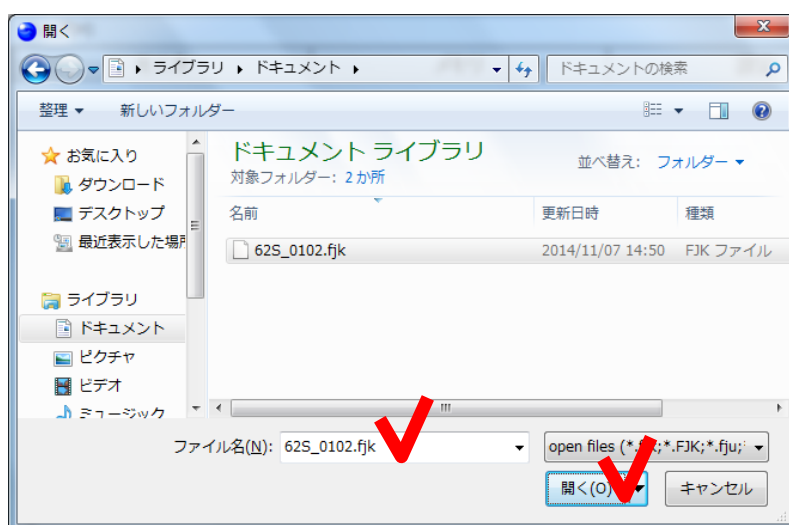 開く
ライブラリ ドキュメント
ドキュメントの検索
整理
新しいフォルダー
お気に入り
ダウンロード
デスクトップ
最近表示した場所
ライブラリ
ドキュメント
ピクチャ
ビデオ
ミュージック
ドキュメント ライブラリ
対象フォルダー: 2 か所
並べ替え: フォルダー
名前 更新日時 種類
62S_0102.fjk 2014/11/07 14:50 FJK ファイル
ファイル名(N): 62S_0102.fjk
open files
*.FJK;*.fju;
開く(O)
キャンセル